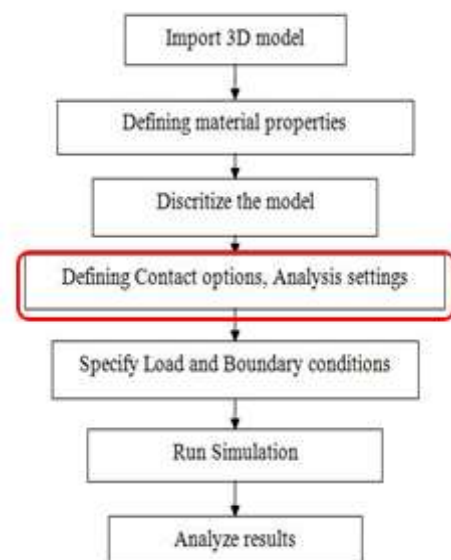 Import 3D model
Defining material properties
Discritize the model
Defining Contact options, Analysis settings
Specify Load and Boundary conditions
Run Simulation
Analyze results